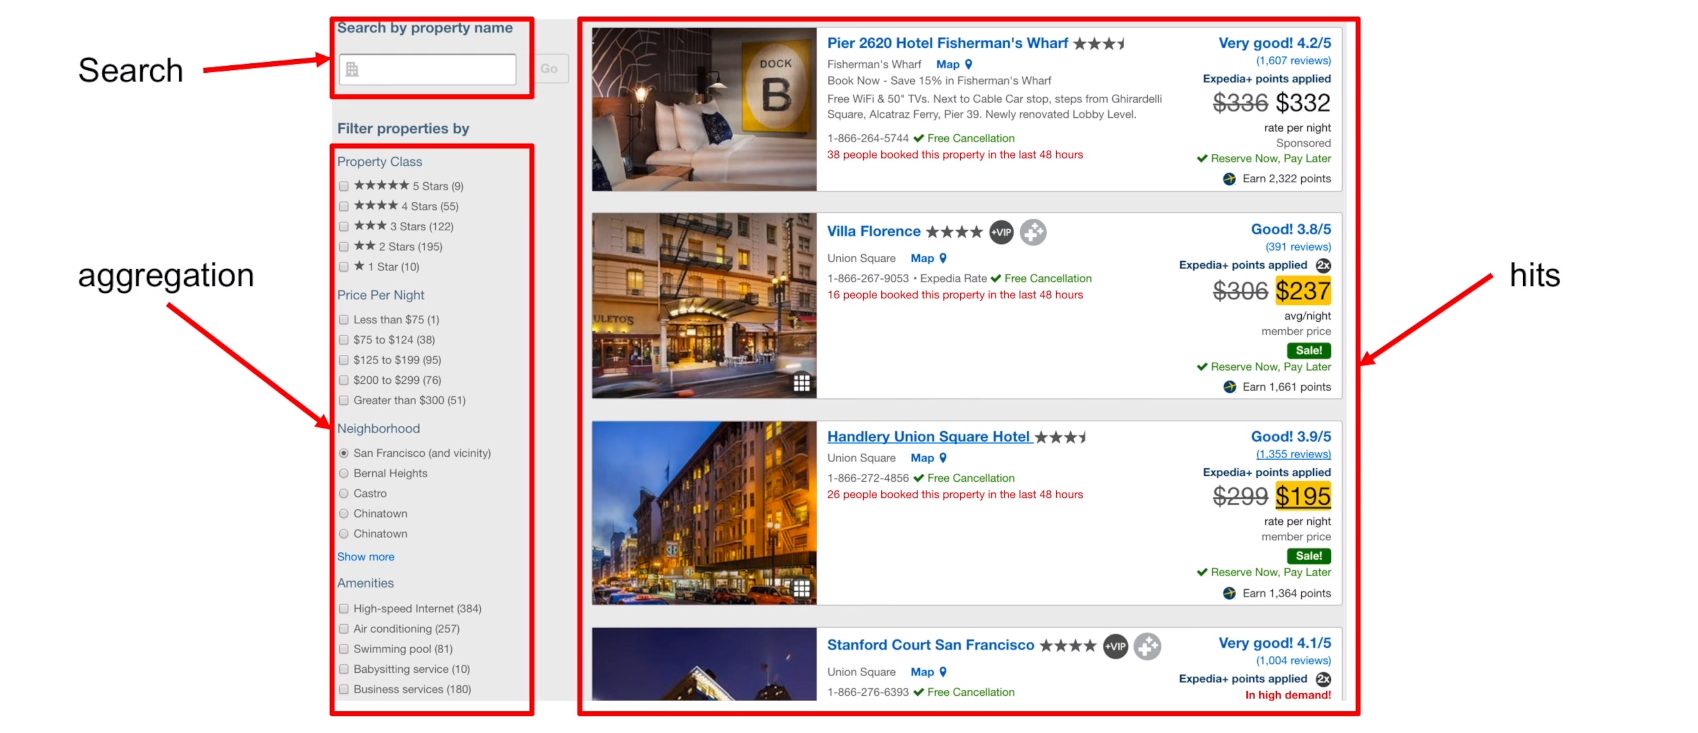 Search
aggregation
hits
Search by property name
Go
Filter properties by
Property Class
★★★★★ 5 Stars (9)
★★★★ 4 Stars (55)
★★★ 3 Stars (122)
★★ 2 Stars (195)
★ 1 Star (10)
Price Per Night
Less than $75 (1)
$75 to $124 (38)
$125 to $199 (95)
$200 to $299 (76)
Greater than $300 (51)
Neighborhood
San Francisco (and vicinity)
Bernal Heights
Castro
Chinatown
Chinatown
Show more
Amenities
High-speed Internet (384)
Air conditioning (257)
Swimming pool (81)
Babysitting service (10)
Business services (180)
DOCK
B
Pier 2620 Hotel Fisherman's Wharf
Fisherman's Wharf Map
Book Now - Save 15% in Fisherman's Wharf
Free WiFi & 50" TVs. Next to Cable Car stop, steps from Ghirardelli
Square, Alcatraz Ferry, Pier 39. Newly renovated Lobby Level.
1-866-264-5744 ✔ Free Cancellation
38 people booked this property in the last 48 hours
Very good! 4.2/5
(1,607 reviews)
Expedia+ points applied
$336 $332
rate per night
Sponsored
✔ Reserve Now, Pay Later
Earn 2,322 points
ULETO'S
Villa Florence ★★★★ +VIP
Union Square Map
1-866-267-9053 • Expedia Rate ✔ Free Cancellation
16 people booked this property in the last 48 hours
Good! 3.8/5
(391 reviews)
Expedia+ points applied 2x
$306 $237
avg/night
member price
Sale!
✔ Reserve Now, Pay Later
Earn 1,661 points
Handlery Union Square Hotel
Union Square Map
1-866-272-4856 ✔ Free Cancellation
26 people booked this property in the last 48 hours
Good! 3.9/5
(1,355 reviews)
Expedia+ points applied
$299 $195
rate per night
member price
Sale!
✔ Reserve Now, Pay Later
Earn 1,364 points
Stanford Court San Francisco ★★★★ +VIP
Union Square Map
1-866-276-6393 ✔ Free Cancellation
Very good! 4.1/5
(1,004 reviews)
Expedia+ points applied 2x
In high demand!